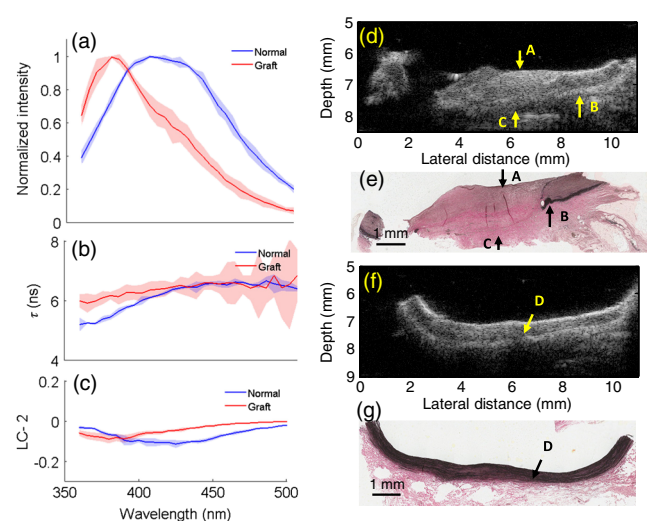 (a)
Normal
Graft
Normalized intensity
1
0.8
0.6
0.4
0.2
0
(b)
Normal
Graft
τ (ns)
8
6
4
(c)
Normal
Graft
LC- 2
0.2
0
-0.2
360 400 450 500
Wavelength (nm)
(d)
A
B
C
Depth (mm)
5
6
7
8
0 2 4 6 8 10
Lateral distance (mm)
(e)
A
B
C
1 mm
(f)
D
Depth (mm)
5
6
7
8
9
0 2 4 6 8 10
Lateral distance (mm)
(g)
D
1 mm